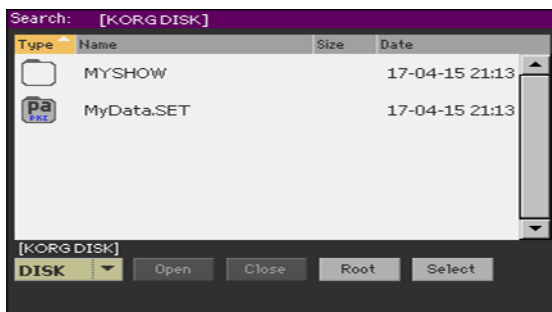 Search: [KORG DISK]
Type Name Size Date
MYSHOW 17-04-15 21:13
pa PKG MyData.SET 17-04-15 21:13
[KORG DISK]
DISK Open Close Root Select